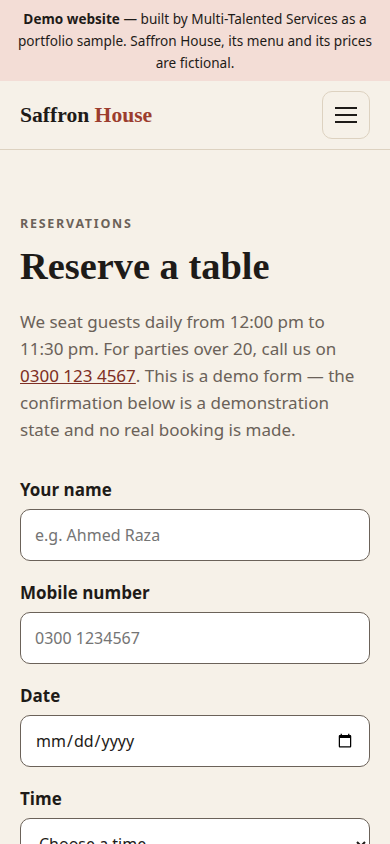 Demo website — built by Multi-Talented Services as a
portfolio sample. Saffron House, its menu and its prices
are fictional.
Saffron House
RESERVATIONS
Reserve a table
We seat guests daily from 12:00 pm to
11:30 pm. For parties over 20, call us on
0300 123 4567. This is a demo form — the
confirmation below is a demonstration
state and no real booking is made.
Your name
e.g. Ahmed Raza
Mobile number
0300 1234567
Date
mm/dd/yyyy
Time
Choose a time